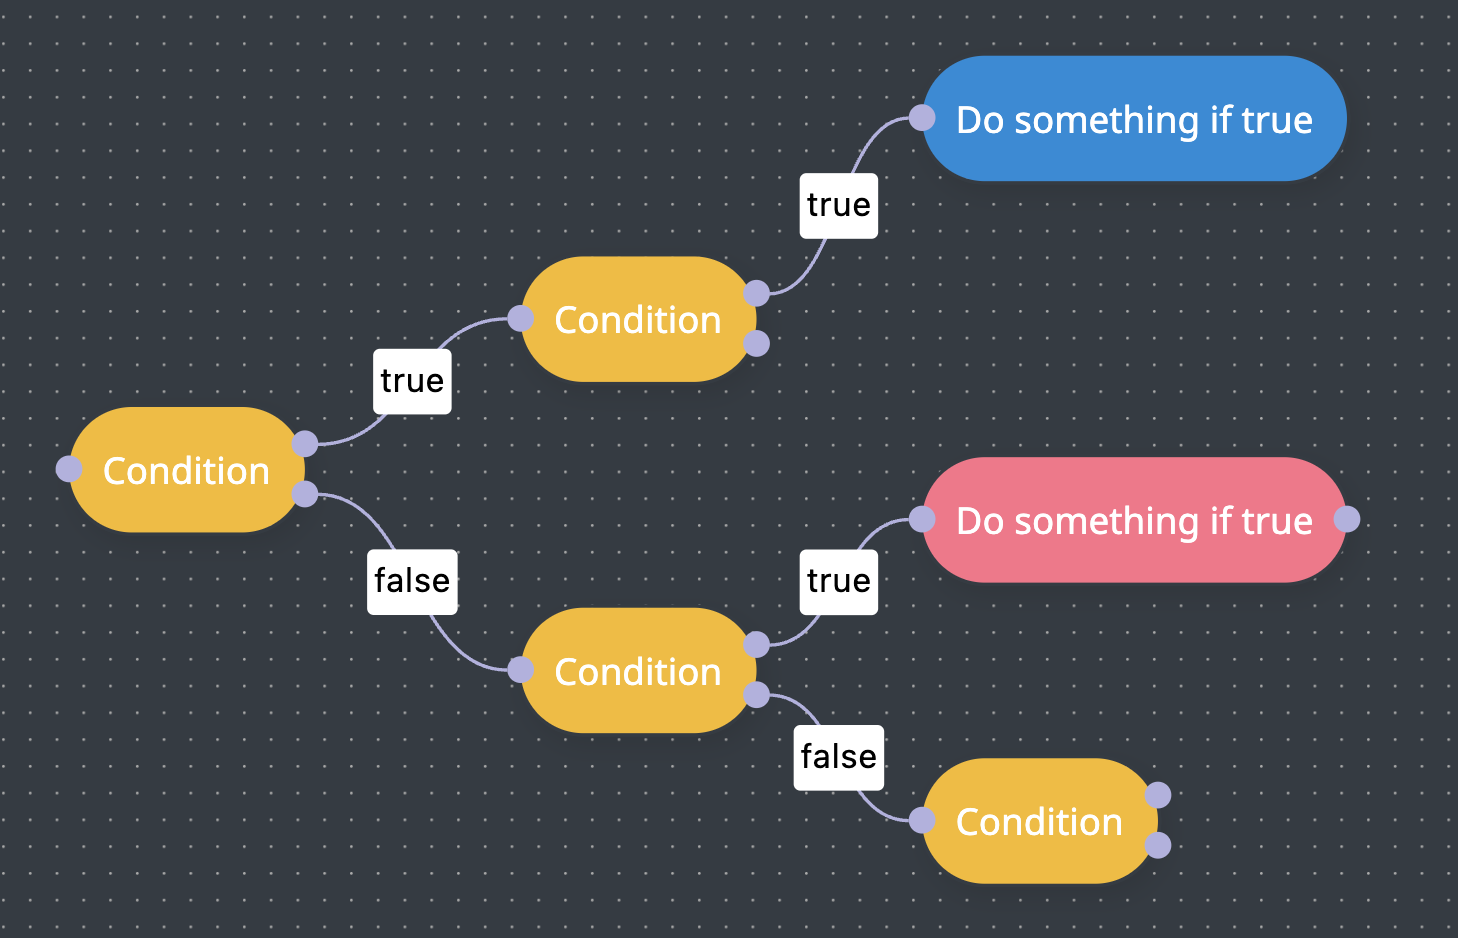 Do something if true
true
Condition
true
Condition
Do something if true
true
false
Condition
false
Condition